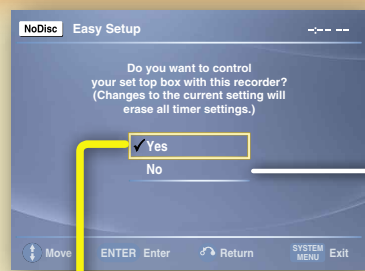 NoDisc Easy Setup -:-- --
Do you want to control
your set top box with this recorder?
(Changes to the current setting will
erase all timer settings.)
✓Yes
No
Move ENTER Enter Return SYSTEM MENU Exit